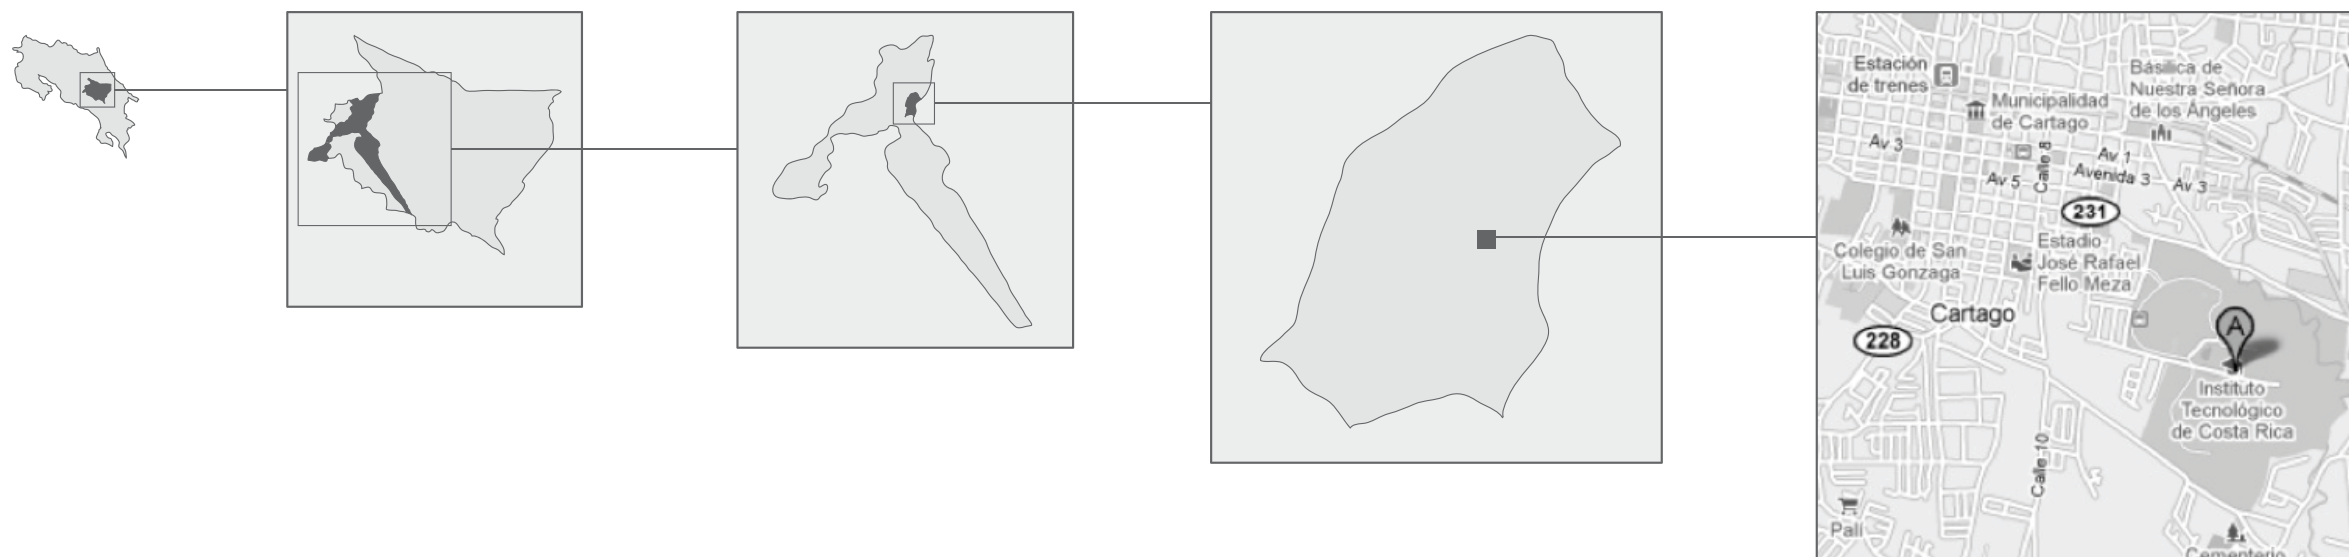 Estación
de trenes
Básilica de
Nuestra Señora
de los Ángeles
Municipalidad
de Cartago
Av 3
Calle 8
Av 1
Avenida 3
Av 5
Av 3
231
Colegio de San
Luis Gonzaga
Estadio
José Rafael
Fello Meza
Cartago
228
A
Instituto
Tecnológico
de Costa Rica
Calle 10
Palí
Cementerio